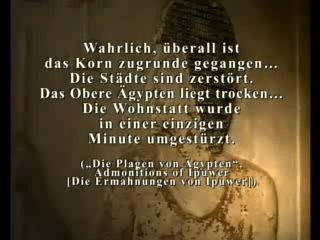 Wahrlich, überall ist
das Korn zugrunde gegangen…
Die Städte sind zerstört.
Das Obere Ägypten liegt trocken…
Die Wohnstatt wurde
in einer einzigen
Minute umgestürzt.
(„Die Plagen von Ägypten“,
Admonitions of Ipuwer
[Die Ermahnungen von Ipuwer])